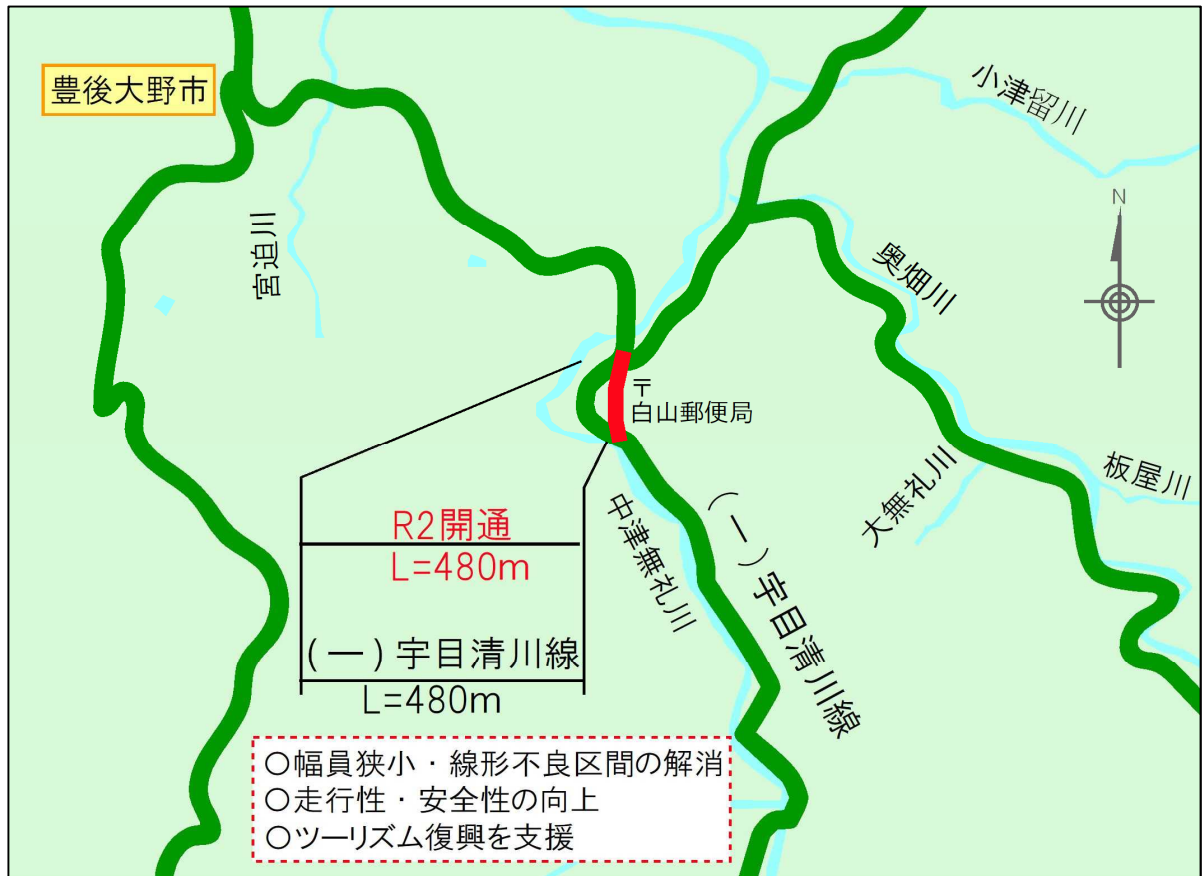 豊後大野市
小津留川
N
宮迫川
奥畑川
〒
白山郵便局
板屋川
大無礼川
中津無礼川
(一)宇目清川線
R2開通
L=480m
(一)宇目清川線
L=480m
○幅員狭小・線形不良区間の解消
○走行性・安全性の向上
○ツーリズム復興を支援